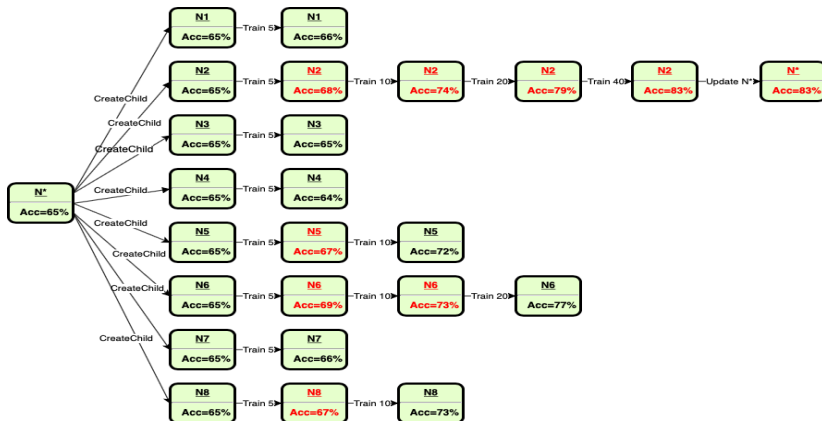 N1
Acc=65%
Train 5
N1
Acc=66%
CreateChild
N2
Acc=65%
Train 5
N2
Acc=68%
Train 10
N2
Acc=74%
Train 20
N2
Acc=79%
Train 40
N2
Acc=83%
Update N*
N*
Acc=83%
CreateChild
N3
Acc=65%
Train 5
N3
Acc=65%
CreateChild
N*
Acc=65%
CreateChild
N4
Acc=65%
Train 5
N4
Acc=64%
CreateChild
N5
Acc=65%
Train 5
N5
Acc=67%
Train 10
N5
Acc=72%
CreateChild
N6
Acc=65%
Train 5
N6
Acc=69%
Train 10
N6
Acc=73%
Train 20
N6
Acc=77%
CreateChild
N7
Acc=65%
Train 5
N7
Acc=66%
CreateChild
N8
Acc=65%
Train 5
N8
Acc=67%
Train 10
N8
Acc=73%